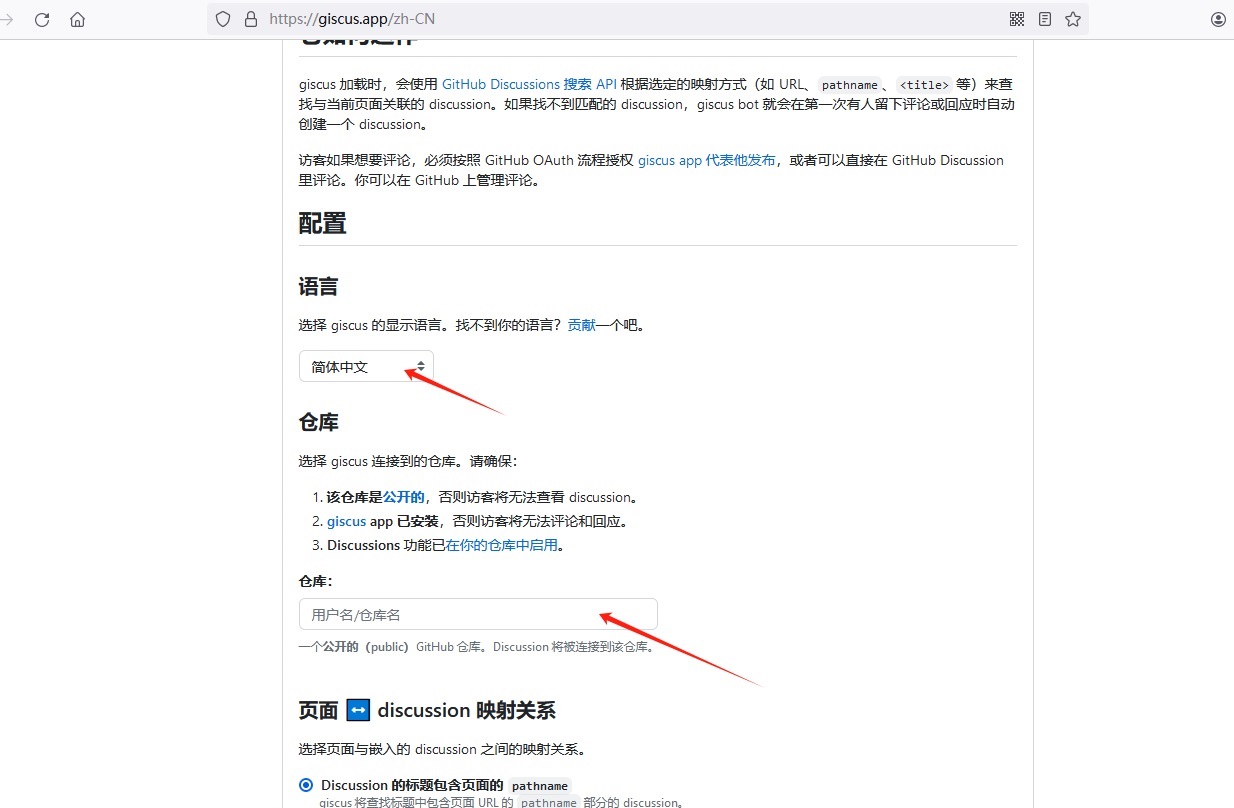 https://giscus.app/zh-CN
它如何运作
giscus 加载时，会使用 GitHub Discussions 搜索 API 根据选定的映射方式（如 URL、pathname、<title> 等）来查
找与当前页面关联的 discussion。如果找不到匹配的 discussion，giscus bot 就会在第一次有人留下评论或回应时自动
创建一个 discussion。
访客如果想要评论，必须按照 GitHub OAuth 流程授权 giscus app 代表他发布，或者可以直接在 GitHub Discussion
里评论。你可以在 GitHub 上管理评论。
配置
语言
选择 giscus 的显示语言。找不到你的语言？贡献一个吧。
简体中文
仓库
选择 giscus 连接到的仓库。请确保：
1. 该仓库是公开的，否则访客将无法查看 discussion。
2. giscus app 已安装，否则访客将无法评论和回应。
3. Discussions 功能已在你的仓库中启用。
仓库：
用户名/仓库名
一个公开的（public）GitHub 仓库。Discussion 将被连接到该仓库。
页面 ↔ discussion 映射关系
选择页面与嵌入的 discussion 之间的映射关系。
Discussion 的标题包含页面的 pathname
giscus 将查找标题中包含页面 URL 的 pathname 部分的 discussion。